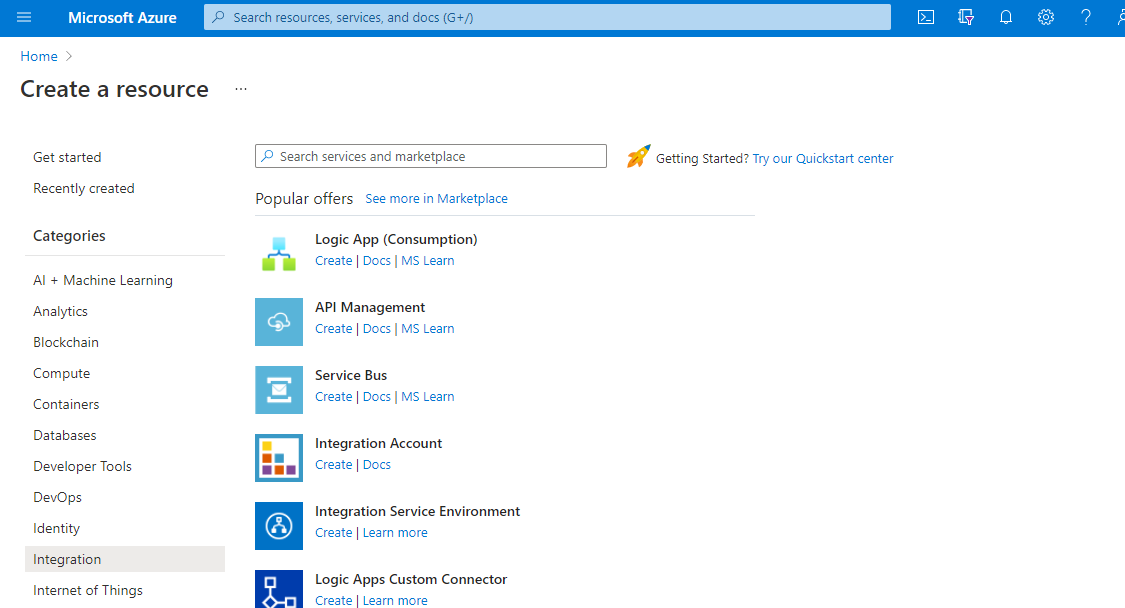 Microsoft Azure
Search resources, services, and docs (G+/)
Home
Create a resource
...
Get started
Recently created
Categories
AI + Machine Learning
Analytics
Blockchain
Compute
Containers
Databases
Developer Tools
DevOps
Identity
Integration
Internet of Things
Search services and marketplace
Getting Started? Try our Quickstart center
Popular offers See more in Marketplace
Logic App (Consumption)
Create | Docs | MS Learn
API Management
Create | Docs | MS Learn
Service Bus
Create | Docs | MS Learn
Integration Account
Create | Docs
Integration Service Environment
Create | Learn more
Logic Apps Custom Connector
Create | Learn more